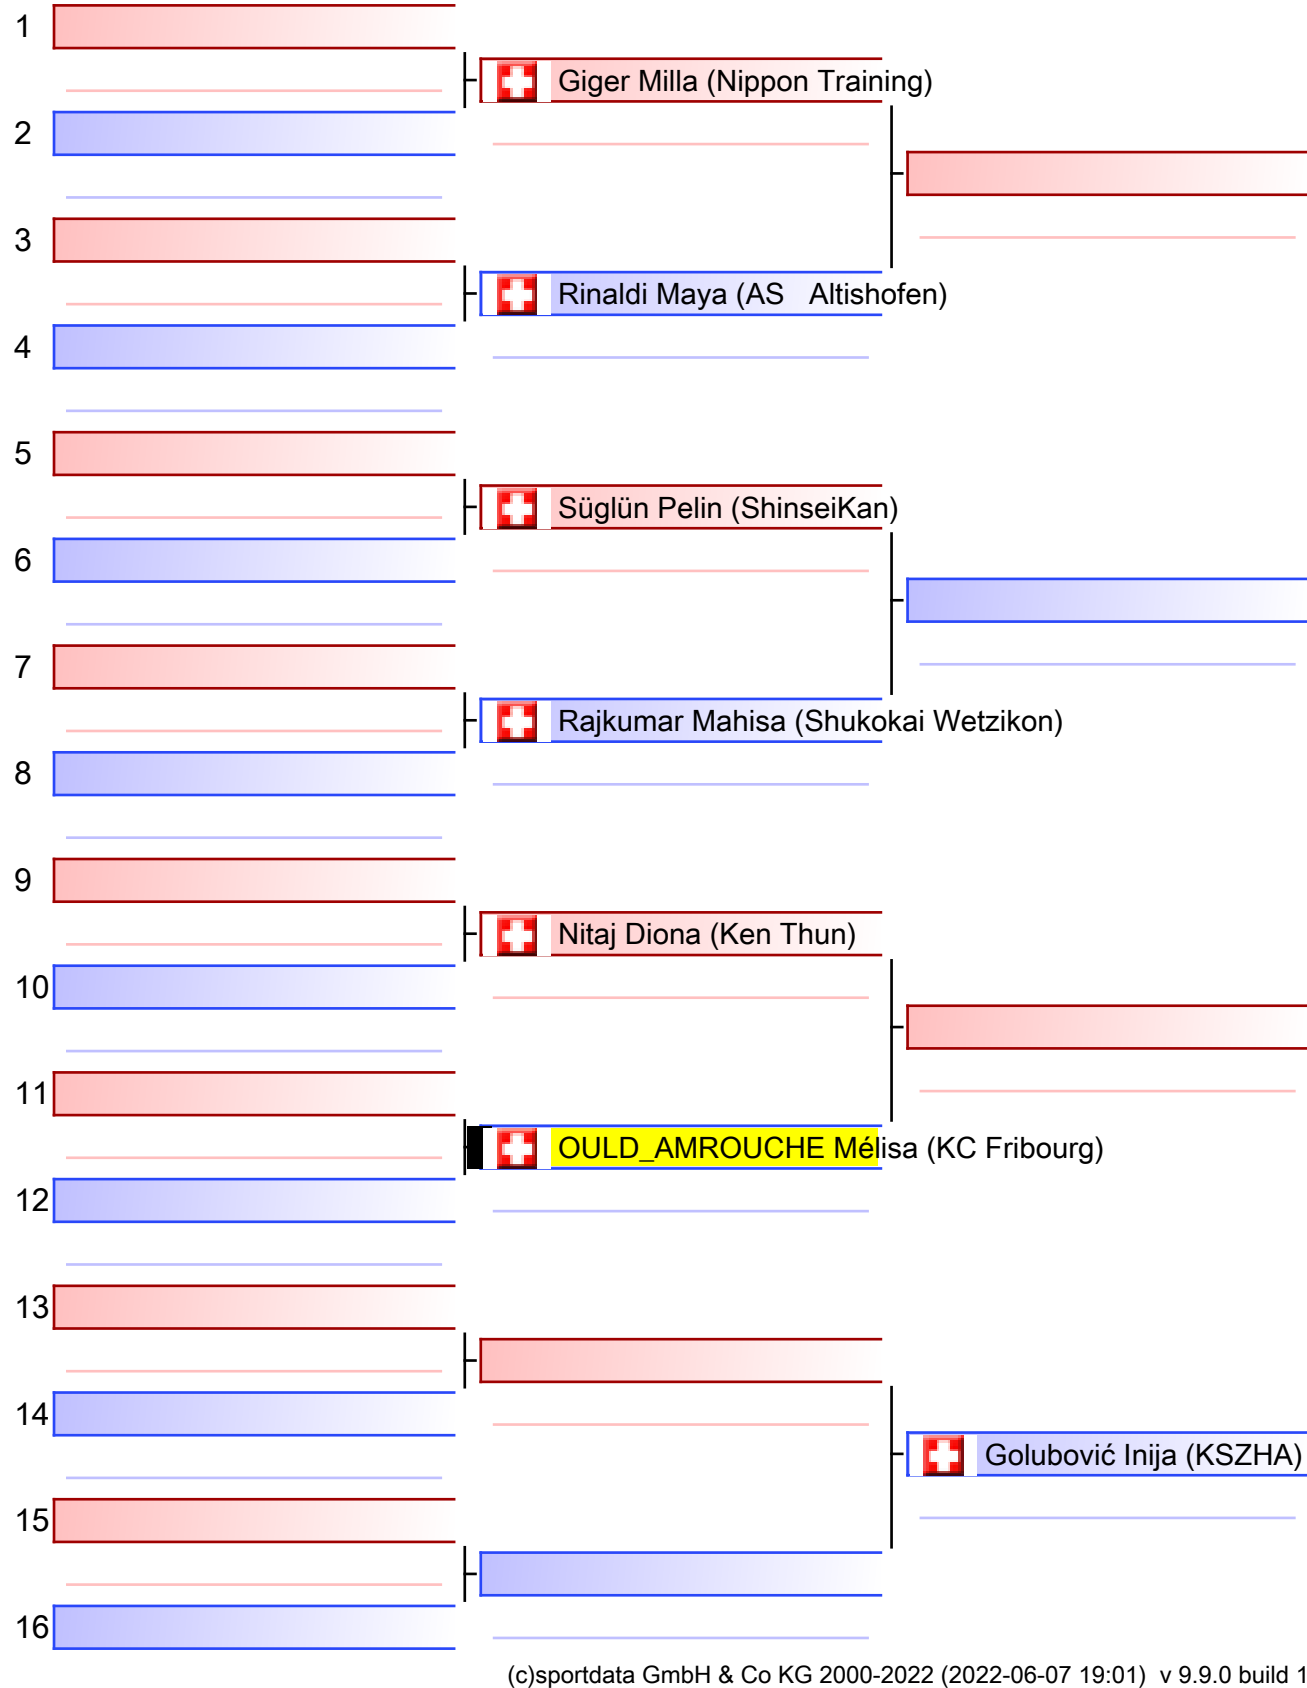 1
Giger Milla (Nippon Training)
2
3
Rinaldi Maya (AS Altishofen)
4
5
Süglün Pelin (ShinseiKan)
6
7
Rajkumar Mahisa (Shukokai Wetzikon)
8
9
Nitaj Diona (Ken Thun)
10
11
OULD_AMROUCHE Mélisa (KC Fribourg)
12
13
14
Golubović Inija (KSZHA)
15
16
(c)sportdata GmbH & Co KG 2000-2022 (2022-06-07 19:01) v 9.9.0 build 1